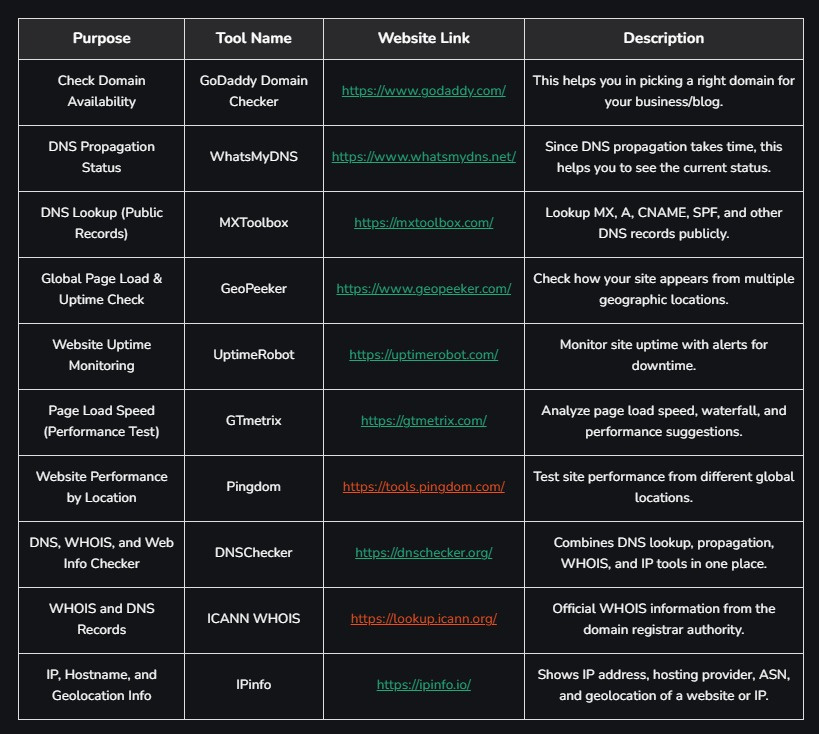 Purpose Tool Name Website Link Description
Check Domain
Availability
GoDaddy Domain
Checker
https://www.godaddy.com/
This helps you in picking a right domain for
your business/blog.
DNS Propagation
Status
WhatsMyDNS
https://www.whatsmydns.net/
Since DNS propagation takes time, this
helps you to see the current status.
DNS Lookup (Public
Records)
MXToolbox
https://mxtoolbox.com/
Lookup MX, A, CNAME, SPF, and other
DNS records publicly.
Global Page Load &
Uptime Check
GeoPeeker
https://www.geopeeker.com/
Check how your site appears from multiple
geographic locations.
Website Uptime
Monitoring
UptimeRobot
https://uptimerobot.com/
Monitor site uptime with alerts for
downtime.
Page Load Speed
(Performance Test)
GTmetrix
https://gtmetrix.com/
Analyze page load speed, waterfall, and
performance suggestions.
Website Performance
by Location
Pingdom
https://tools.pingdom.com/
Test site performance from different global
locations.
DNS, WHOIS, and Web
Info Checker
DNSChecker
https://dnschecker.org/
Combines DNS lookup, propagation,
WHOIS, and IP tools in one place.
WHOIS and DNS
Records
ICANN WHOIS
https://lookup.icann.org/
Official WHOIS information from the
domain registrar authority.
IP, Hostname, and
Geolocation Info
IPinfo
https://ipinfo.io/
Shows IP address, hosting provider, ASN,
and geolocation of a website or IP.